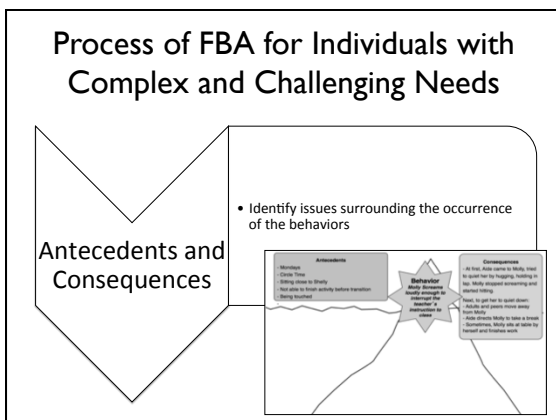 Process of FBA for Individuals with
Complex and Challenging Needs
Antecedents and
Consequences
• Identify issues surrounding the occurrence
of the behaviors
Antecedents
- Mondays
- Circle Time
- Sitting close to Shelly
- Not able to finish activity before transition
- Being touched
Behavior
Molly Screams
loudly enough to
interrupt the
teacher's
instruction to
class
Consequences
- At first, Aide came to Molly, tried
to quiet her by hugging, holding in
lap. Molly stopped screaming and
started hitting.
Next, to get her to quiet down:
- Adults and peers move away
from Molly
- Aide directs Molly to take a break
- Sometimes, Molly sits at table by
herself and finishes work